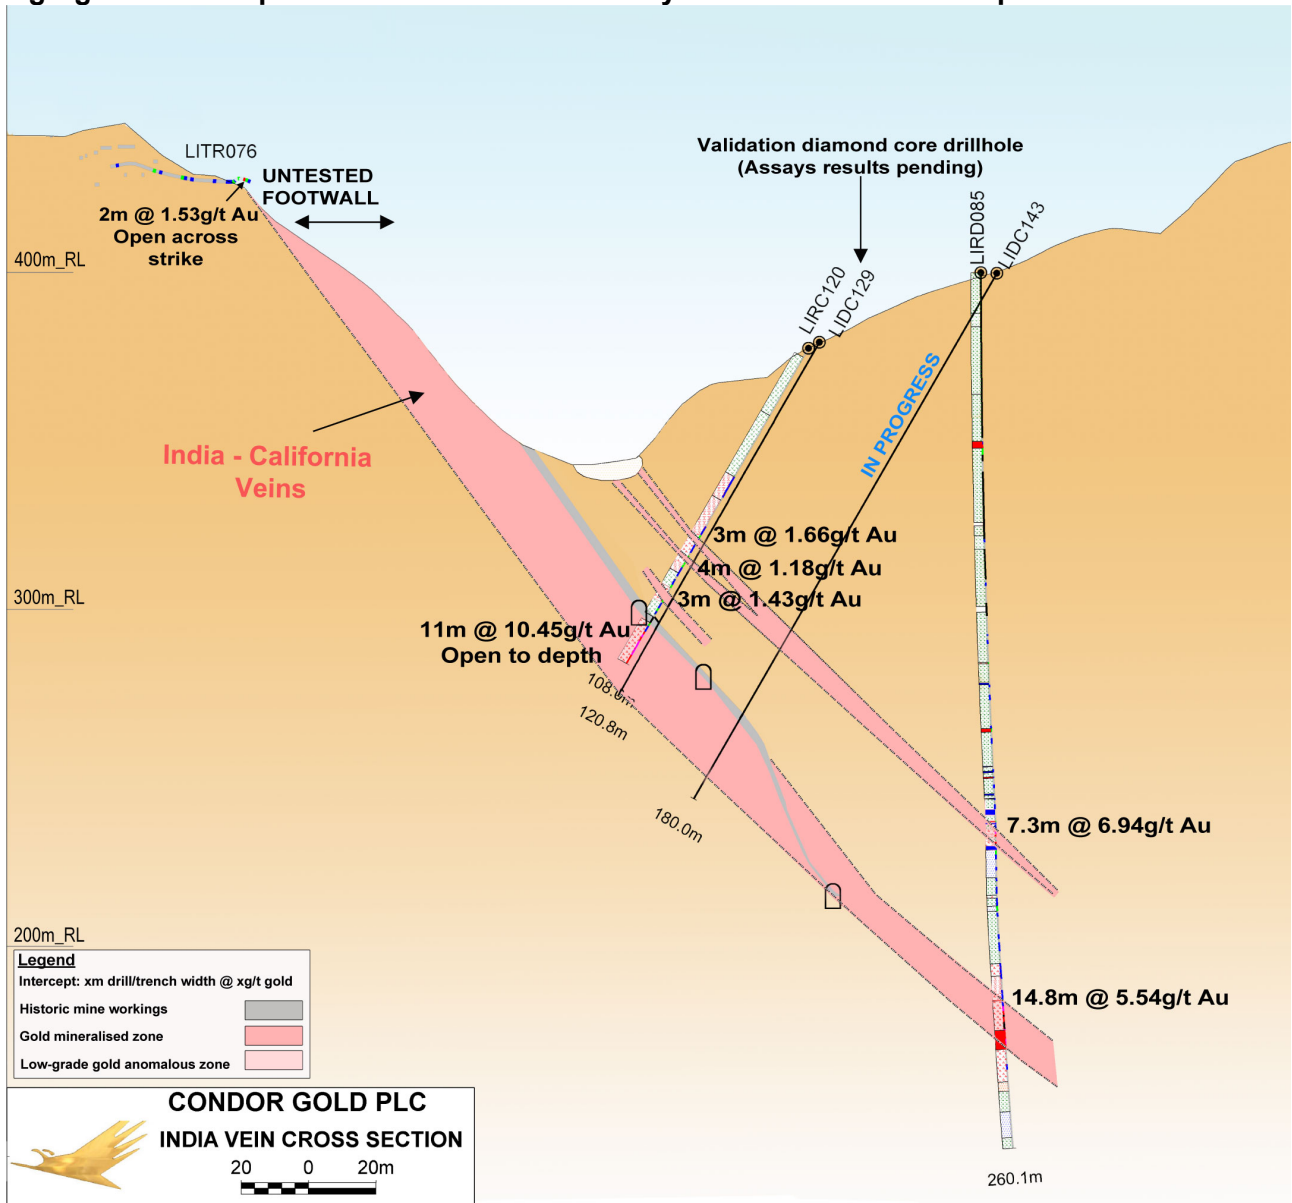 LITR076
UNTESTED
FOOTWALL
2m @ 1.53g/t Au
Open across
strike
Validation diamond core drillhole
(Assays results pending)
LIRC120
LIDC129
LIRD085
LIDC143
400m_RL
IN PROGRESS
India - California
Veins
3m @ 1.66g/t Au
4m @ 1.18g/t Au
3m @ 1.43g/t Au
300m_RL
11m @ 10.45g/t Au
Open to depth
120.8m
180.0m
7.3m @ 6.94g/t Au
200m_RL
14.8m @ 5.54g/t Au
Legend
Intercept: xm drill/trench width @ xg/t gold
Historic mine workings
Gold mineralised zone
Low-grade gold anomalous zone
CONDOR GOLD PLC
INDIA VEIN CROSS SECTION
20 0 20m
260.1m